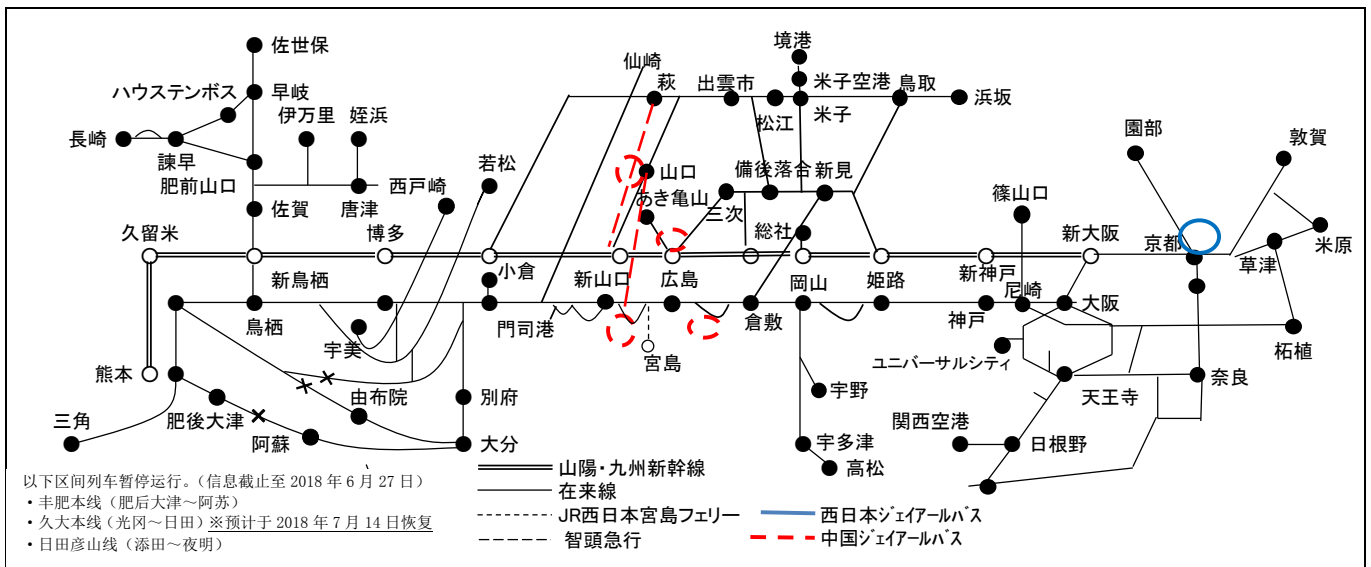 佐世保
仙崎
境港
萩
出雲市
米子空港
鳥取
ハウステンボス
早岐
浜坂
伊万里
姪浜
松江
米子
園部
敦賀
長崎
諫早
若松
山口
備後落合
新見
肥前山口
西戸崎
あき亀山
三次
篠山口
佐賀
唐津
総社
久留米
博多
新大阪
京都
米原
草津
新鳥栖
小倉
新山口
広島
岡山
姫路
新神戸
尼崎
鳥栖
門司港
倉敷
神戸
大阪
宇美
宮島
ユニバーサルシティ
柘植
熊本
由布院
別府
宇野
天王寺
奈良
三角
肥後大津
阿蘇
大分
宇多津
関西空港
日根野
高松
以下区间列车暂停运行。(信息截止至 2018 年 6 月 27 日)
・丰肥本线(肥后大津~阿苏)
・久大本线(光冈~日田)※预计于 2018 年 7 月 14 日恢复
・日田彦山线(添田~夜明)
山陽・九州新幹線
在来線
JR西日本宮島フェリー
智頭急行
西日本ジェイアールバス
中国ジェイアールバス